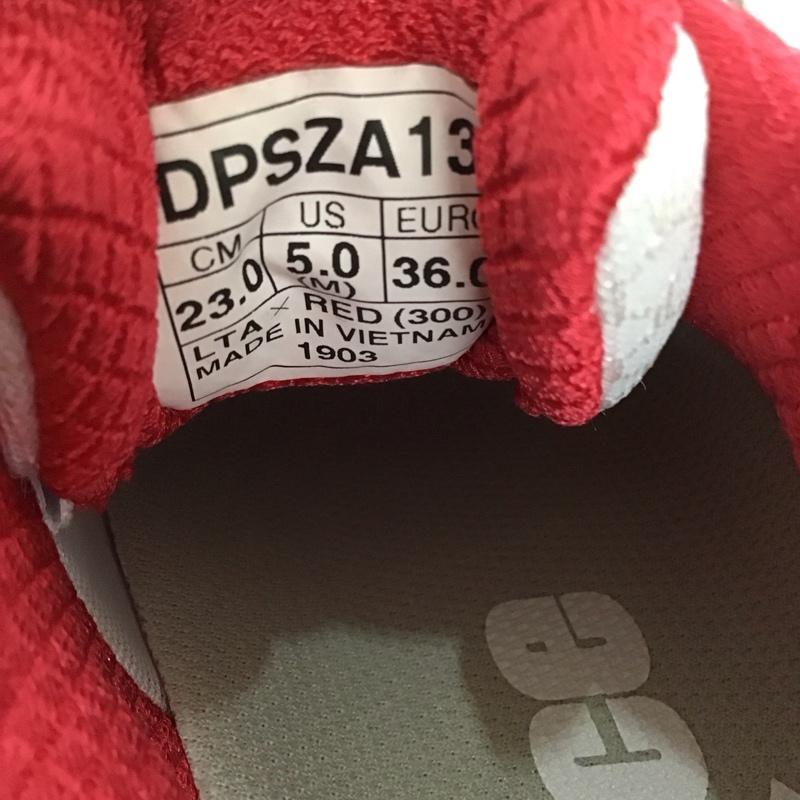 DPSZA13
CM US EURO
23.0 5.0 36.0
(M)
LTA × RED (300)
MADE IN VIETNAM
1903